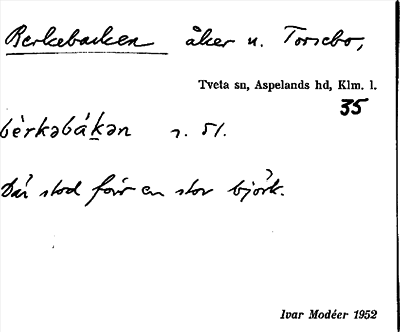 Berkebacken åker u. Torsebo,
Tveta sn, Aspelands hd, Klm. l.
35
bèrkəbákən s. 51.
Där stod förr en stor björk.
Ivar Modéer 1952